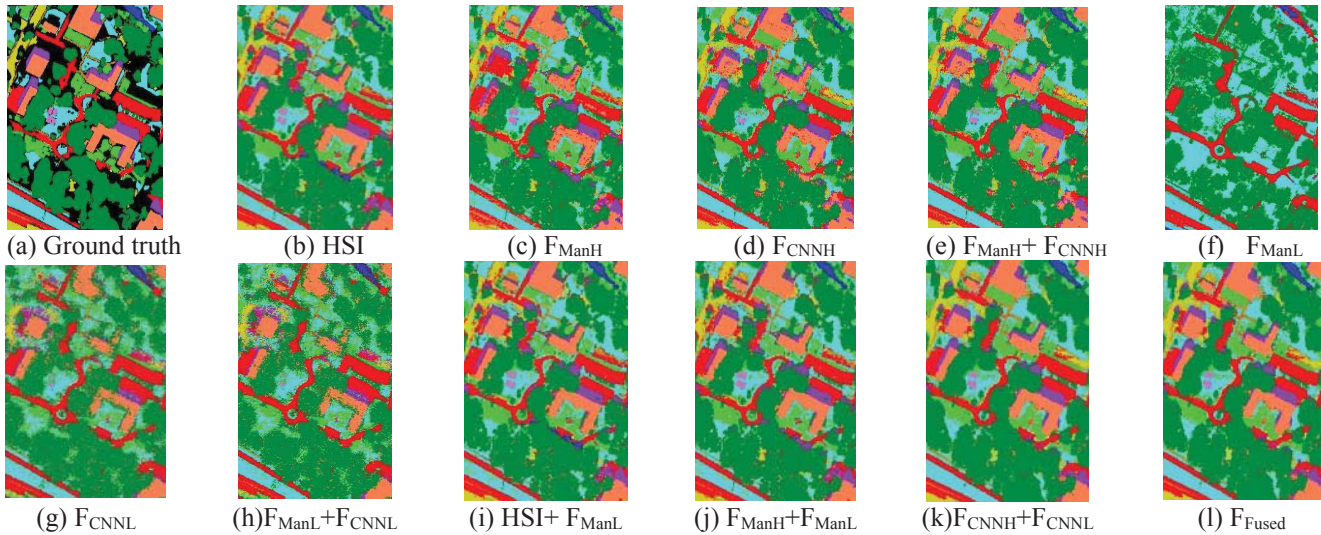 (a) Ground truth (b) HSI (c) F_ManH (d) F_CNNH (e) F_ManH+ F_CNNH (f) F_ManL
(g) F_CNNL (h)F_ManL+F_CNNL (i) HSI+ F_ManL (j) F_ManH+F_ManL (k)F_CNNH+F_CNNL (l) F_Fused